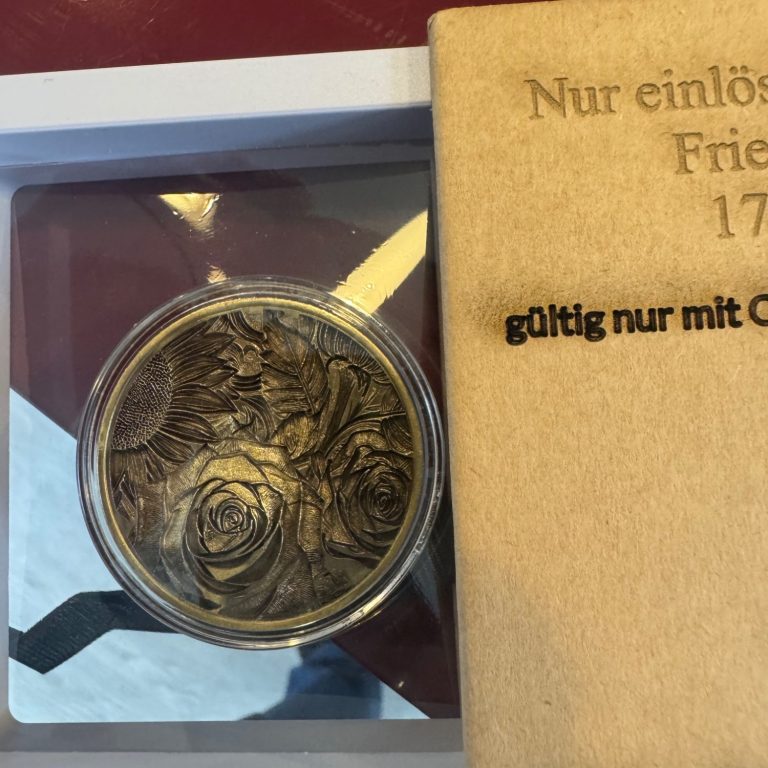 Nur einlös
Frie
17
gültig nur mit